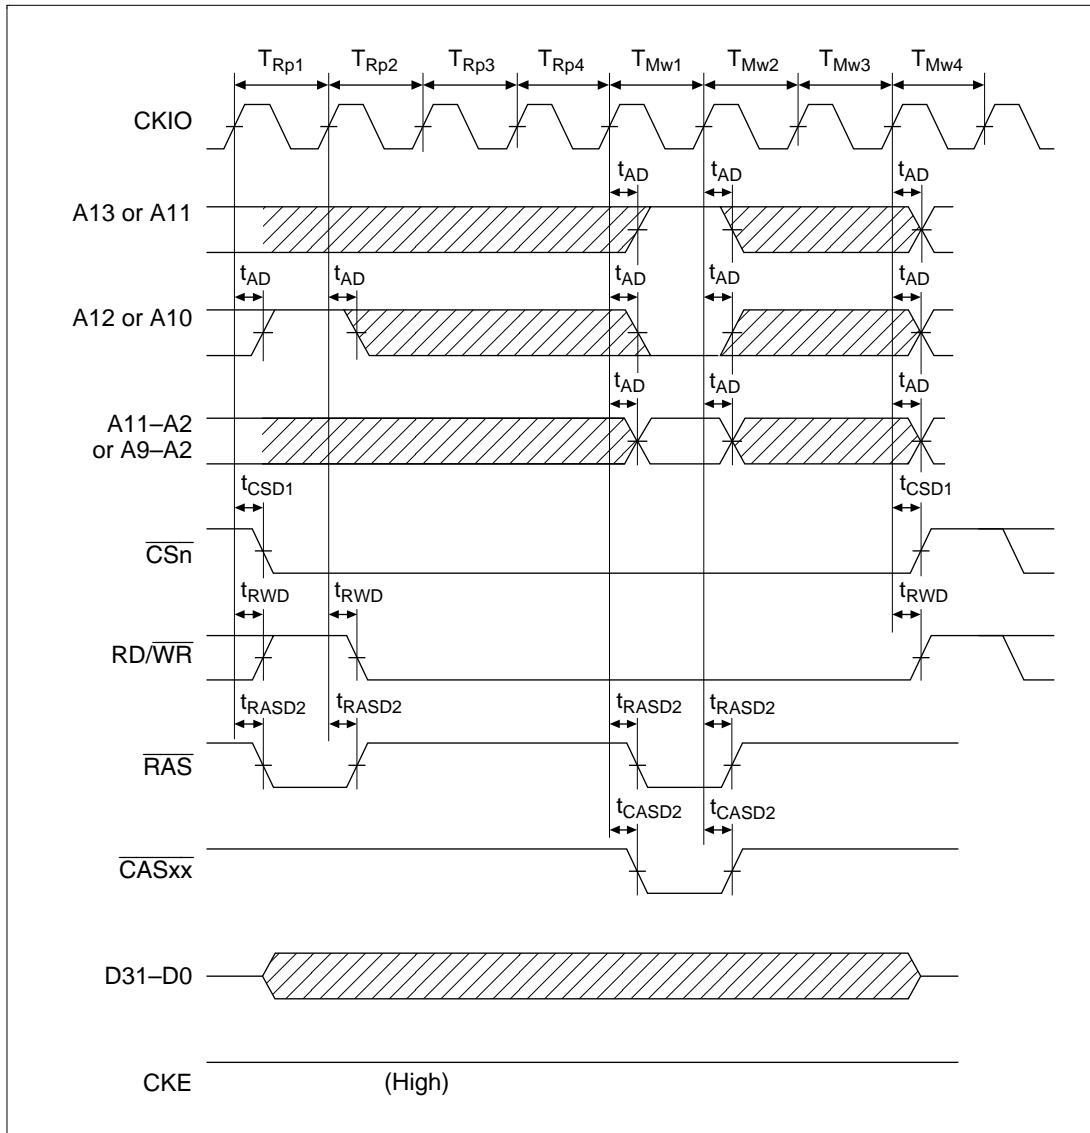 TRp1 TRp2 TRp3 TRp4 TMw1 TMw2 TMw3 TMw4
CKIO
tAD tAD tAD
A13 or A11
tAD tAD tAD tAD tAD
A12 or A10
tAD tAD tAD
A11–A2
or A9–A2
tCSD1 tCSD1
CSn
tRWD tRWD tRWD
RD/WR
tRASD2 tRASD2 tRASD2 tRASD2
RAS
tCASD2 tCASD2
CASxx
D31–D0
CKE (High)